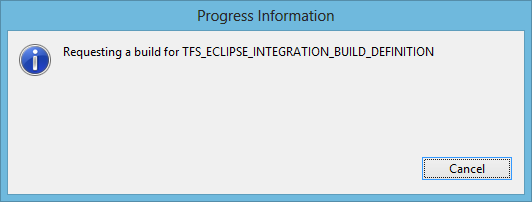 Progress Information
Requesting a build for TFS_ECLIPSE_INTEGRATION_BUILD_DEFINITION
Cancel